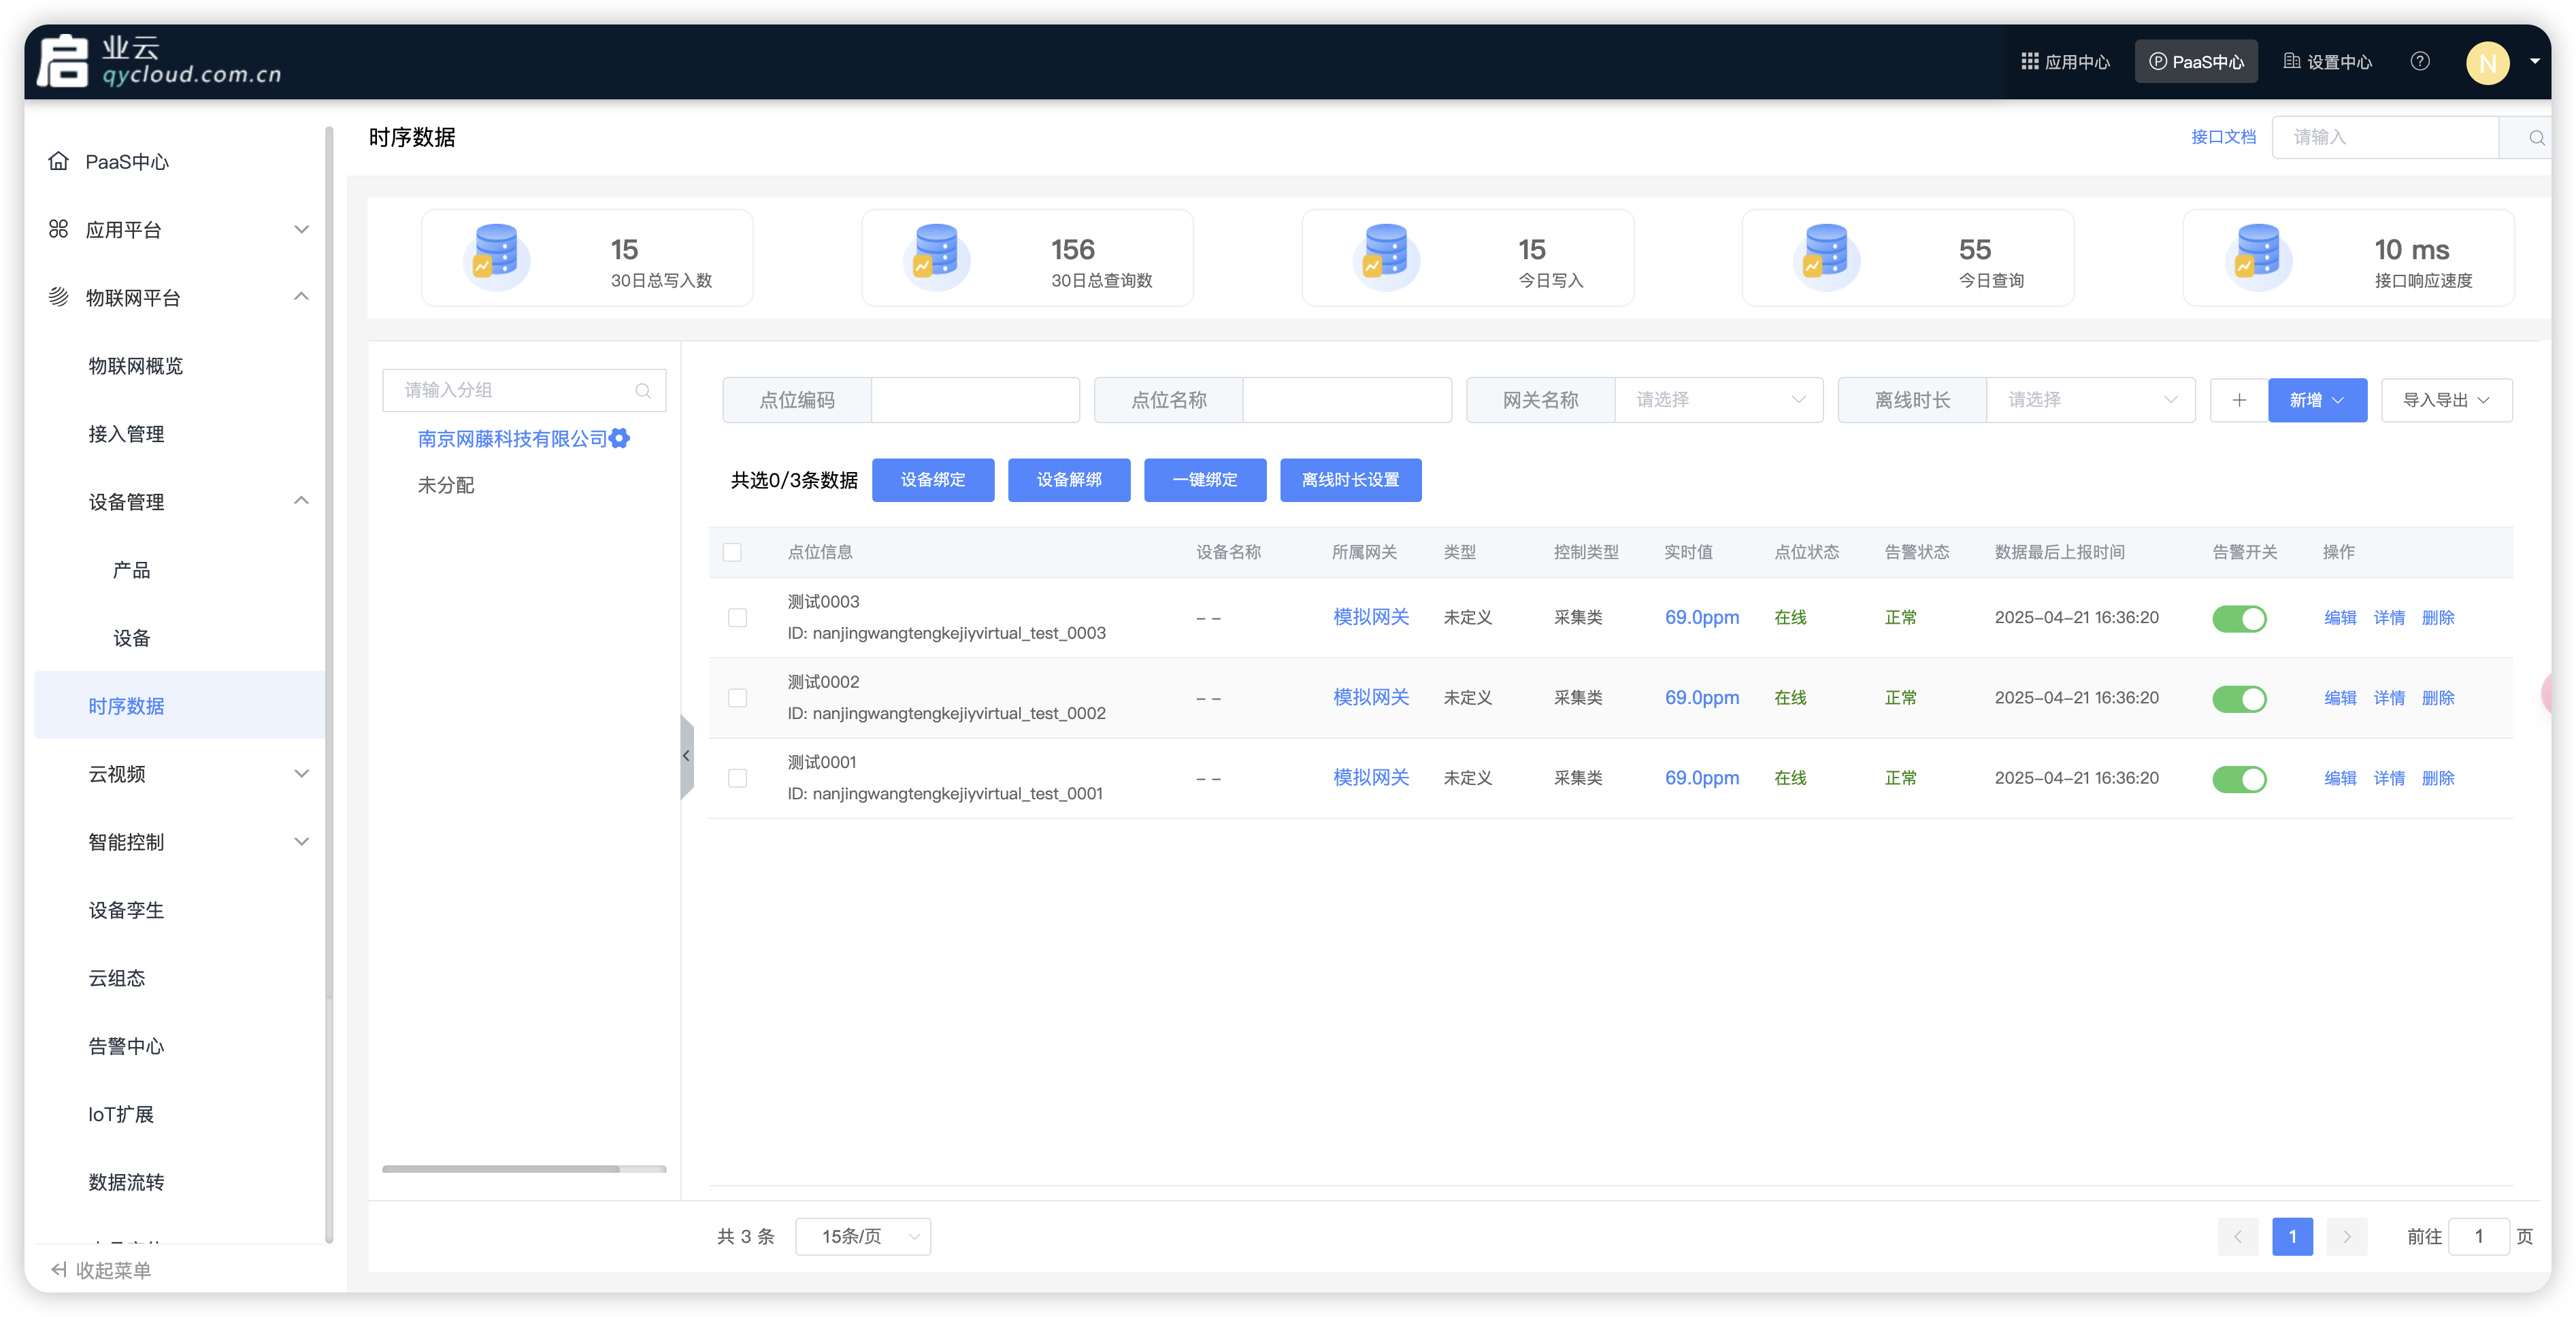 启
业云
qycloud.com.cn
应用中心
PaaS中心
设置中心
N
PaaS中心
应用平台
物联网平台
物联网概览
接入管理
设备管理
产品
设备
时序数据
云视频
智能控制
设备孪生
云组态
告警中心
IoT扩展
数据流转
收起菜单
时序数据
接口文档
请输入
15
30日总写入数
156
30日总查询数
15
今日写入
55
今日查询
10 ms
接口响应速度
请输入分组
南京网藤科技有限公司
未分配
点位编码
点位名称
网关名称 请选择
离线时长 请选择
新增
导入导出
共选0/3条数据 设备绑定 设备解绑 一键绑定 离线时长设置
点位信息 设备名称 所属网关 类型 控制类型 实时值 点位状态 告警状态 数据最后上报时间 告警开关 操作
测试0003
ID: nanjingwangtengkejiyvirtual_test_0003
-- 模拟网关 未定义 采集类 69.0ppm 在线 正常 2025-04-21 16:36:20 编辑 详情 删除
测试0002
ID: nanjingwangtengkejiyvirtual_test_0002
-- 模拟网关 未定义 采集类 69.0ppm 在线 正常 2025-04-21 16:36:20 编辑 详情 删除
测试0001
ID: nanjingwangtengkejiyvirtual_test_0001
-- 模拟网关 未定义 采集类 69.0ppm 在线 正常 2025-04-21 16:36:20 编辑 详情 删除
共 3 条 15条/页 1 前往 1 页